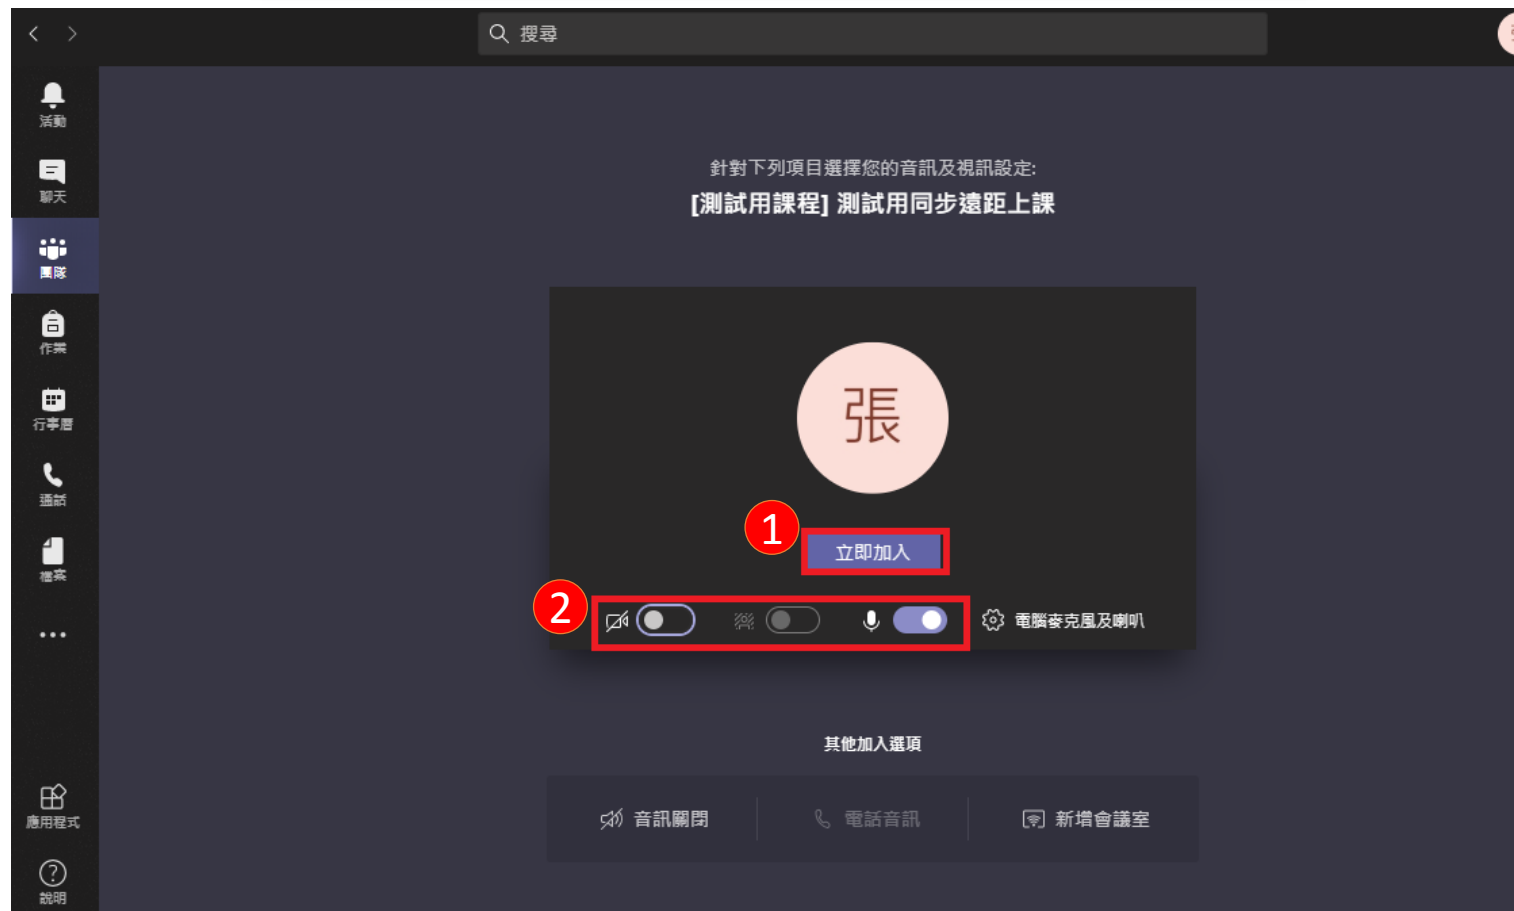 搜尋
活動
聊天
團隊
作業
行事曆
通話
檔案
應用程式
說明
針對下列項目選擇您的音訊及視訊設定:
[測試用課程] 測試用同步遠距上課
張
1
立即加入
2
電腦麥克風及喇叭
其他加入選項
音訊關閉
電話音訊
新增會議室